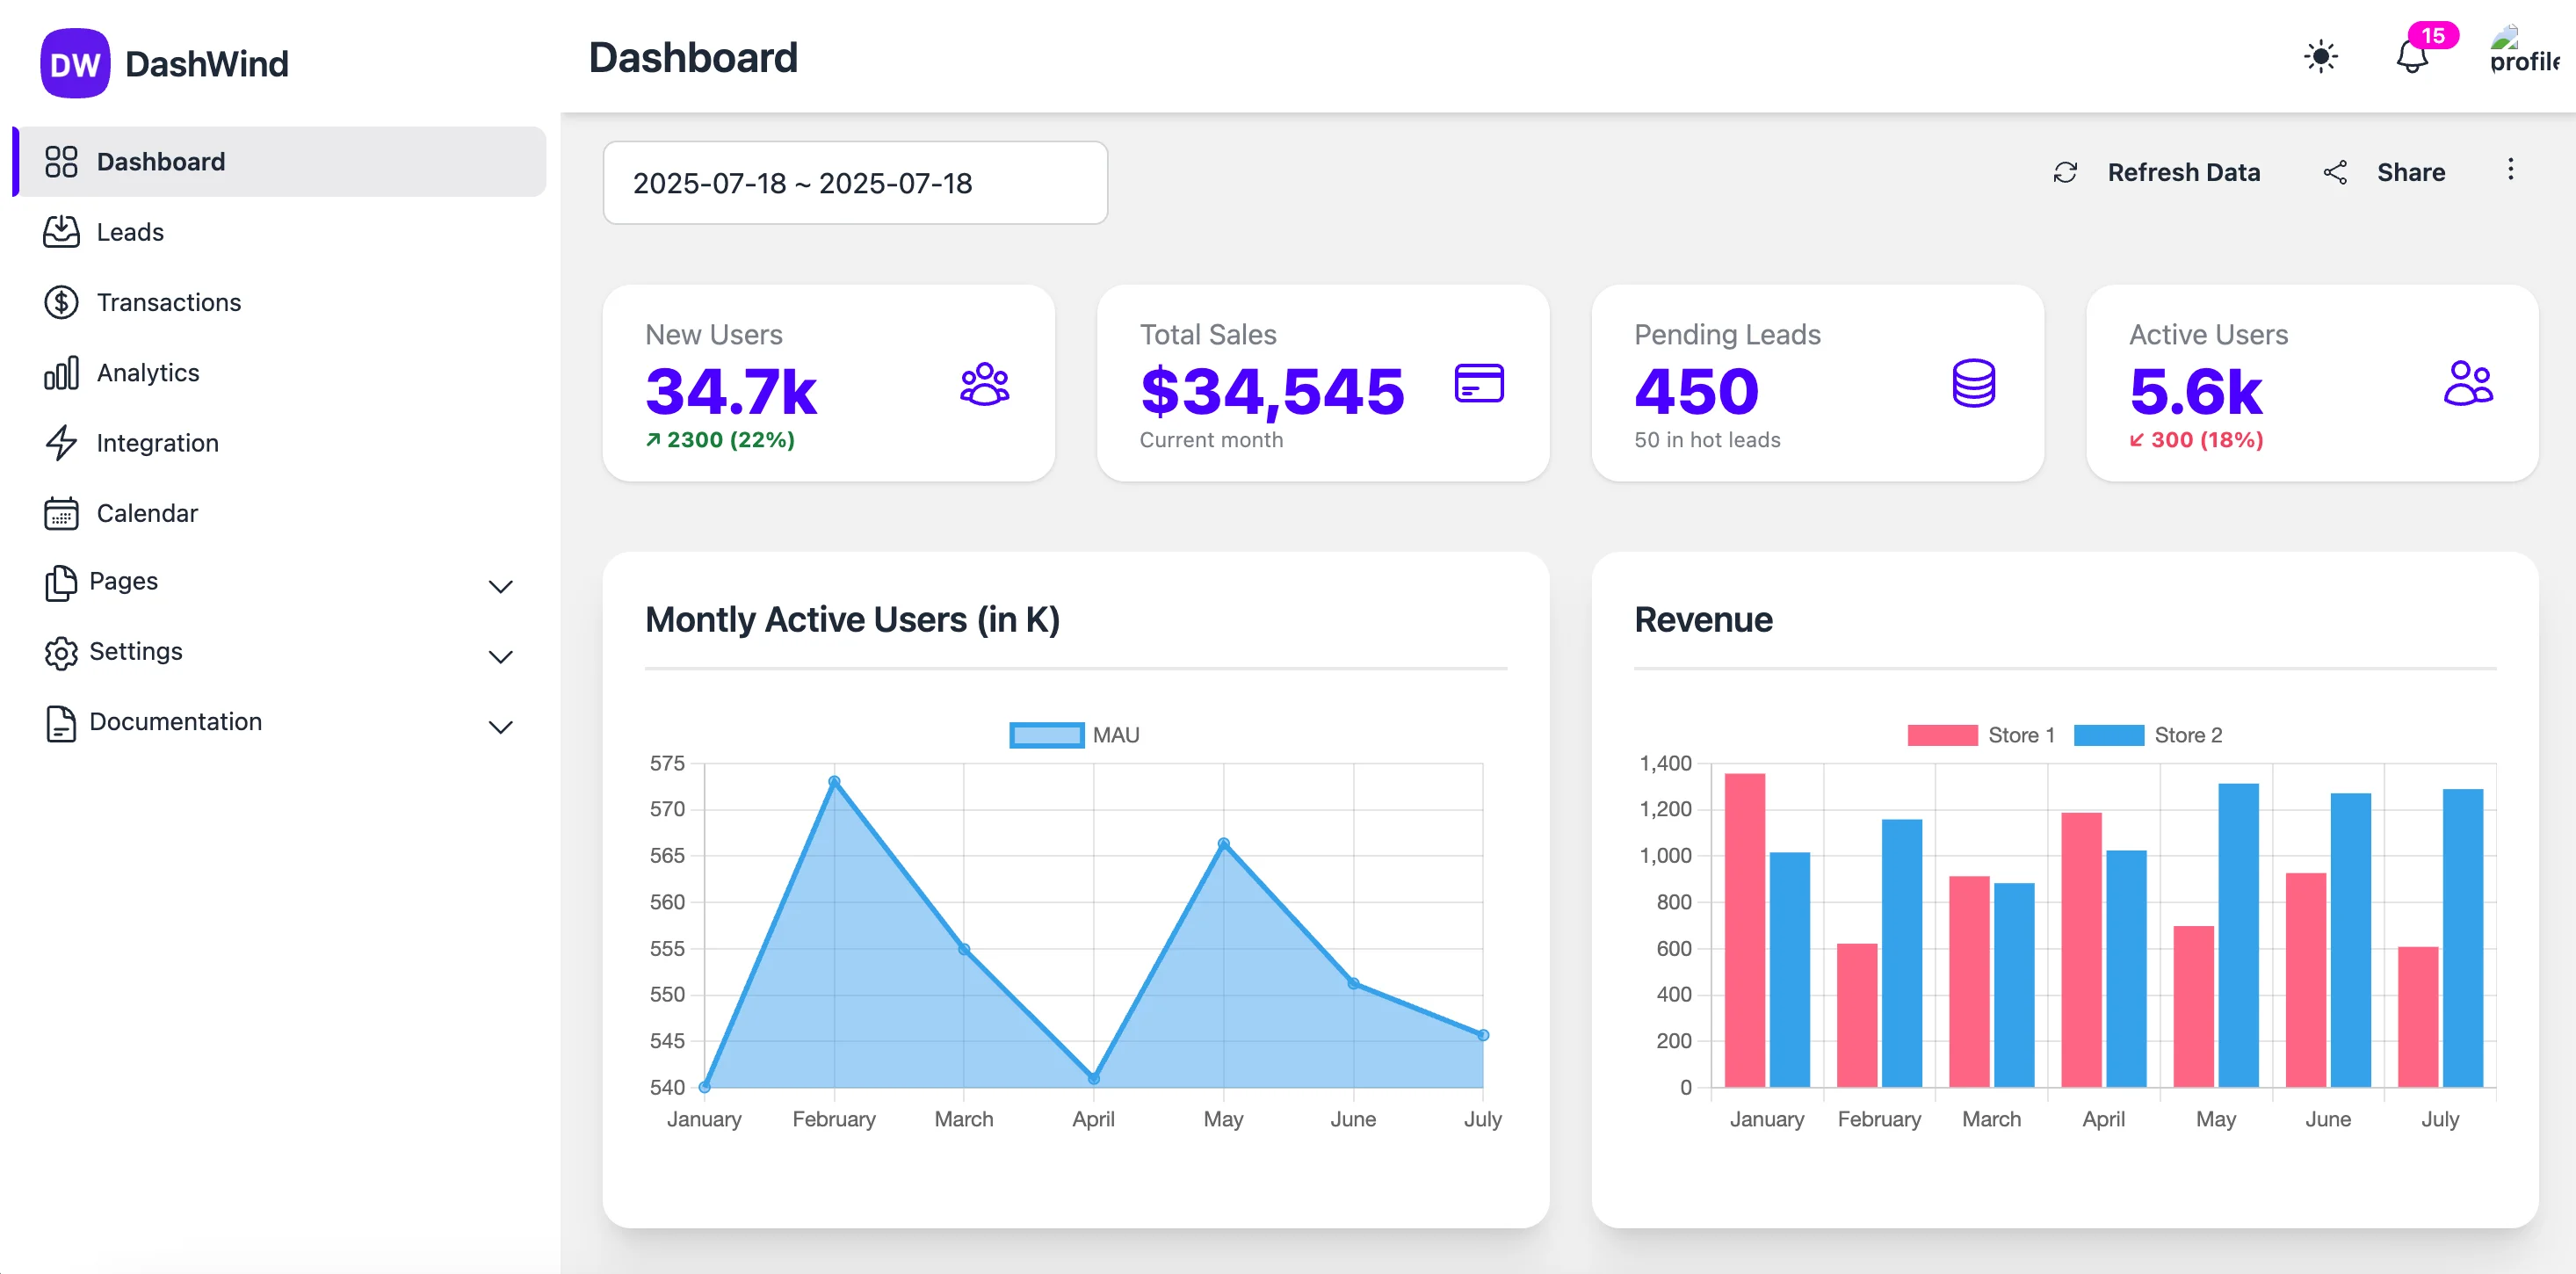 DW DashWind
Dashboard
Leads
Transactions
Analytics
Integration
Calendar
Pages
Settings
Documentation
Dashboard
15
profile
2025-07-18 ~ 2025-07-18
Refresh Data
Share
New Users
34.7k
↗ 2300 (22%)
Total Sales
$34,545
Current month
Pending Leads
450
50 in hot leads
Active Users
5.6k
↙ 300 (18%)
Montly Active Users (in K)
MAU
575
570
565
560
555
550
545
540
January February March April May June July
Revenue
Store 1 Store 2
1,400
1,200
1,000
800
600
400
200
0
January February March April May June July